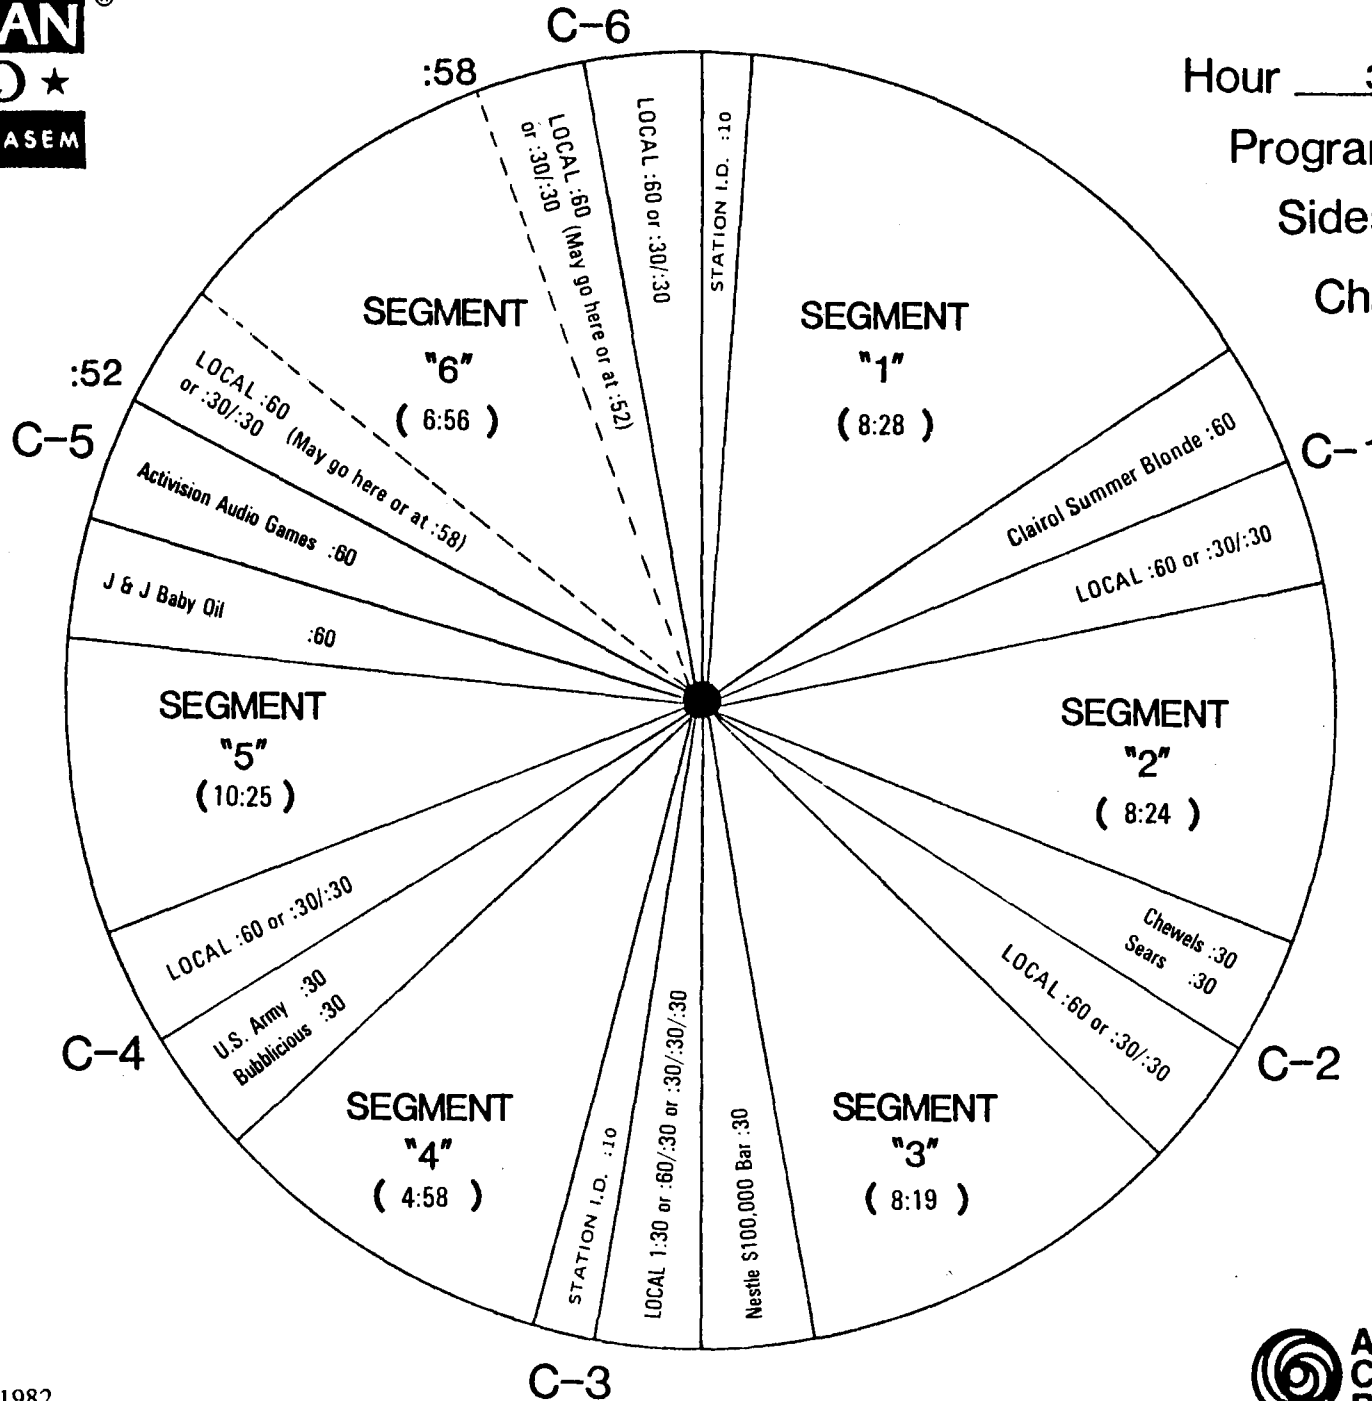 AN
®
ASEM
C-6
:58
Hour
LOCAL :60 (May go here or at :52)
or :30/:30
LOCAL :60 or :30/:30
STATION I.D. :10
SEGMENT
"1"
( 8:28 )
Clairol Summer Blonde :60
C-1
LOCAL :60 or :30/:30
SEGMENT
"2"
( 8:24 )
Chewels :30
Sears :30
C-2
LOCAL :60 or :30/:30
SEGMENT
"3"
( 8:19 )
Nestle $100,000 Bar :30
C-3
LOCAL 1:30 or :60/:30 or :30/:30/:30
STATION I.D. :10
SEGMENT
"4"
( 4:58 )
U.S. Army :30
Bubblicious :30
C-4
LOCAL :60 or :30/:30
SEGMENT
"5"
( 10:25 )
J & J Baby Oil :60
Activision Audio Games :60
C-5
:52
LOCAL :60 (May go here or at :58)
or :30/:30
SEGMENT
"6"
( 6:56 )
1982